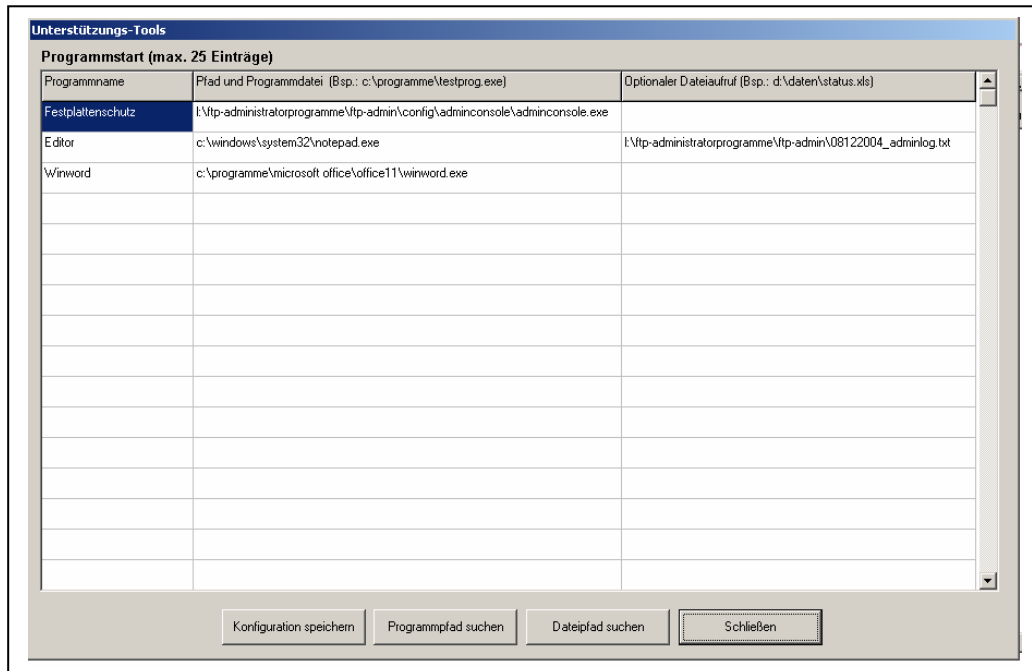 Unterstützungs-Tools
Programmstart (max. 25 Einträge)
Programmname Pfad und Programmdatei (Bsp.: c:\programme\testprog.exe) Optionaler Dateiaufruf (Bsp.: d:\daten\status.xls)
Festplattenschutz l:\ftp-administratorprogramme\ftp-admin\config\adminconsole\adminconsole.exe
Editor c:\windows\system32\notepad.exe l:\ftp-administratorprogramme\ftp-admin\08122004_adminlog.txt
Winword c:\programme\microsoft office\office11\winword.exe
Konfiguration speichern Programmpfad suchen Dateipfad suchen Schließen